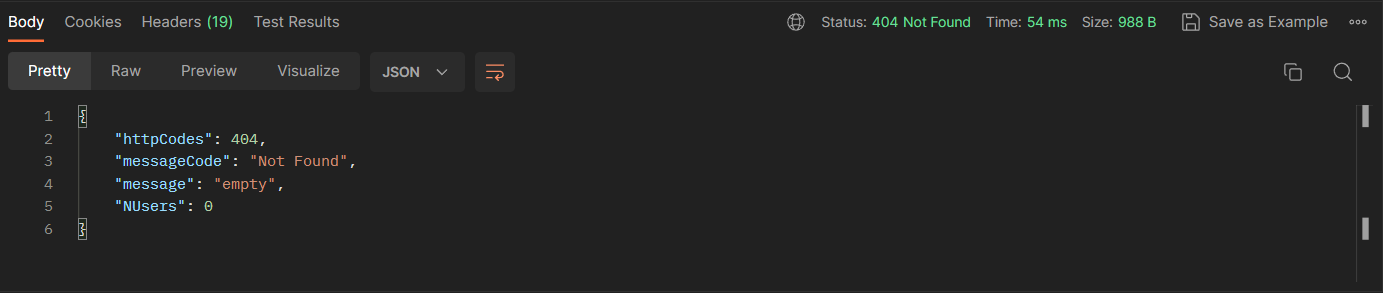 Body Cookies Headers (19) Test Results Status: 404 Not Found Time: 54 ms Size: 988 B Save as Example
Pretty Raw Preview Visualize JSON
1 {
2 "httpCodes": 404,
3 "messageCode": "Not Found",
4 "message": "empty",
5 "NUsers": 0
6 }